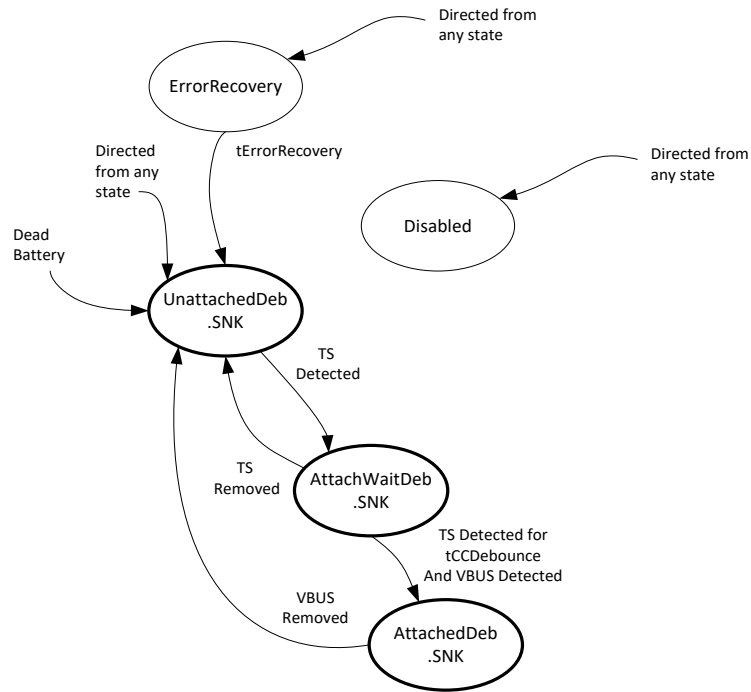 Directed from
any state
ErrorRecovery
tErrorRecovery
Directed
from any
state
Directed from
any state
Disabled
Dead
Battery
UnattachedDeb
.SNK
TS
Detected
TS
Removed
AttachWaitDeb
.SNK
TS Detected for
tCCDebounce
And VBUS Detected
VBUS
Removed
AttachedDeb
.SNK